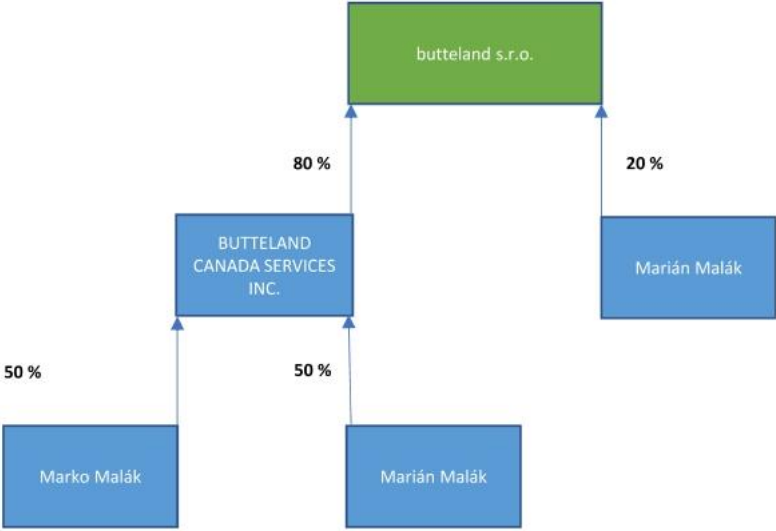 butteland s.r.o.
80 %
20 %
BUTTELAND
CANADA SERVICES
INC.
Marián Malák
50 %
50 %
Marko Malák
Marián Malák